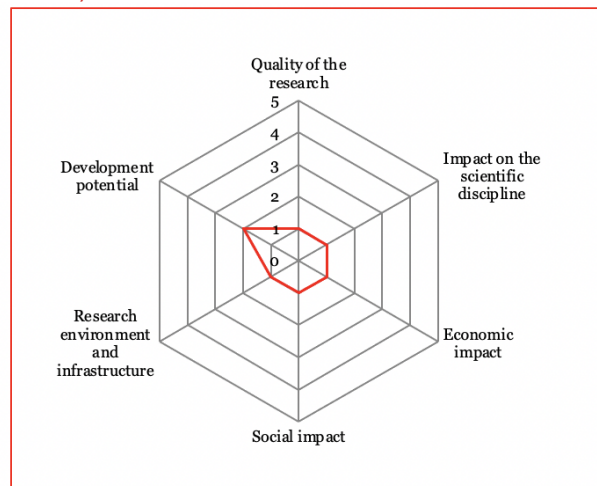 Quality of the
research
5
4
3
2
1
0
Impact on the
scientific
discipline
Economic
impact
Social impact
Research
environment
and
infrastructure
Development
potential